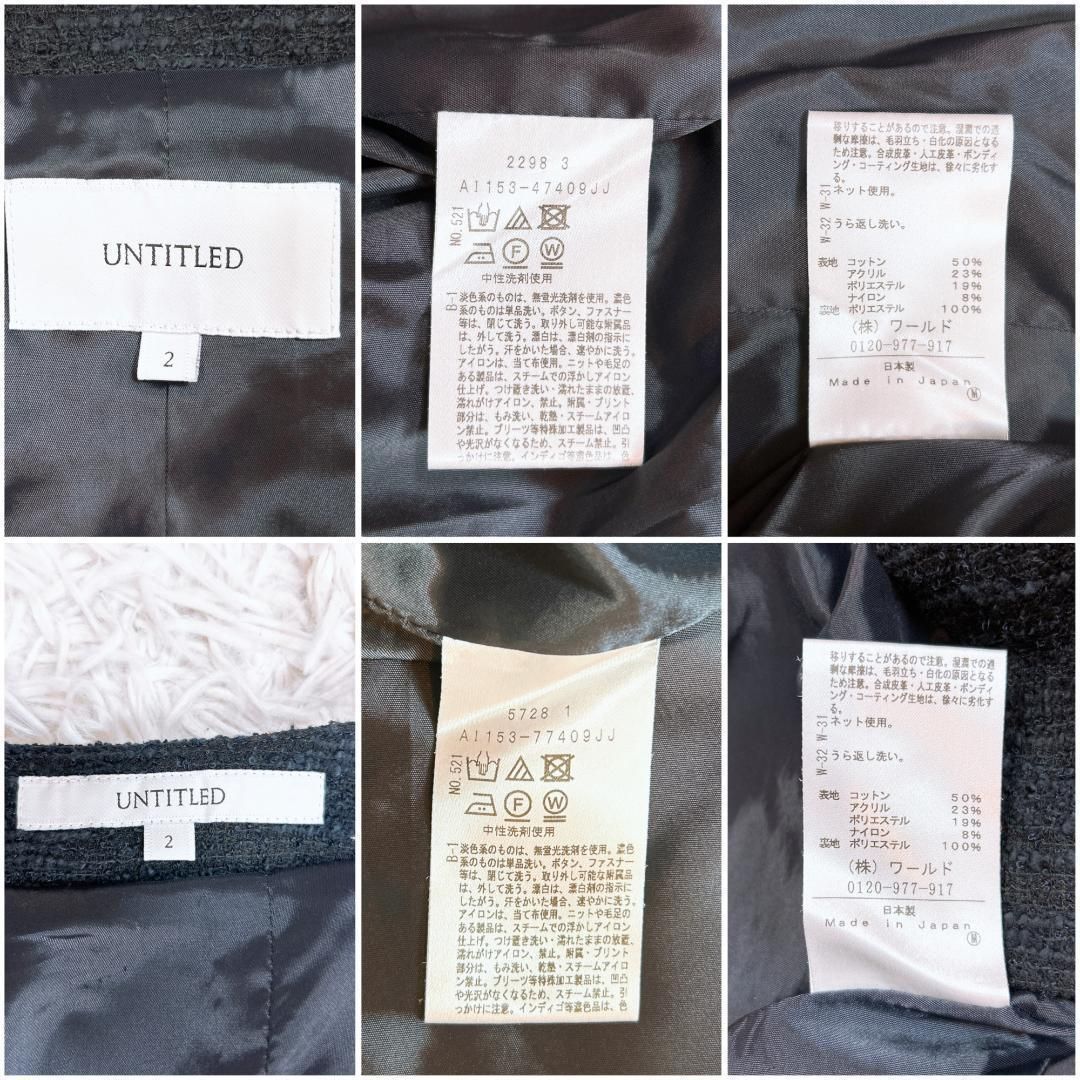 UNTITLED
2
2298 3
AI153-47409JJ
NO.521
中性洗剤使用
B-1
淡色系のものは、無蛍光洗剤を使用。濃色
系のものは単品洗い。ボタン、ファスナー
等は、閉じて洗う。取り外し可能な附属品
は、外して洗う。漂白は、漂白剤の指示に
したがう。汗をかいた場合、速やかに洗う。
アイロンは、当て布使用。ニットや毛足の
ある製品は、スチームでの浮かしアイロン
仕上げ。つけ置き洗い・濡れたままの放置、
濡れがけアイロン、禁止。附属・プリント
部分は、もみ洗い、乾熱・スチームアイロ
ン禁止。プリーツ等特殊加工製品は、凹凸
や光沢がなくなるため、スチーム禁止。引
っかけに注意。インディゴ等濃色品は、色
移りすることがあるので注意。湿潤での過
剰な摩擦は、毛羽立ち・白化の原因となる
ため注意。合成皮革・人工皮革・ボンディ
ング・コーティング生地は、徐々に劣化す
る。
W-31 ネット使用。
W-32 うら返し洗い。
表地 コットン 50%
アクリル 23%
ポリエステル 19%
ナイロン 8%
裏地 ポリエステル 100%
(株) ワールド
0120-977-917
日本製
Made in Japan
M
UNTITLED
2
5728 1
AI153-77409JJ
NO.521
中性洗剤使用
B-1
淡色系のものは、無蛍光洗剤を使用。濃色
系のものは単品洗い。ボタン、ファスナー
等は、閉じて洗う。取り外し可能な附属品
は、外して洗う。漂白は、漂白剤の指示に
したがう。汗をかいた場合、速やかに洗う。
アイロンは、当て布使用。ニットや毛足の
ある製品は、スチームでの浮かしアイロン
仕上げ。つけ置き洗い・濡れたままの放置、
濡れがけアイロン、禁止。附属・プリント
部分は、もみ洗い、乾熱・スチームアイロ
ン禁止。プリーツ等特殊加工製品は、凹凸
や光沢がなくなるため、スチーム禁止。引
っかけに注意。インディゴ等濃色品は、色
移りすることがあるので注意。湿潤での過
剰な摩擦は、毛羽立ち・白化の原因となる
ため注意。合成皮革・人工皮革・ボンディ
ング・コーティング生地は、徐々に劣化す
る。
W-31 ネット使用。
W-32 うら返し洗い。
表地 コットン 50%
アクリル 23%
ポリエステル 19%
ナイロン 8%
裏地 ポリエステル 100%
(株) ワールド
0120-977-917
日本製
Made in Japan
M